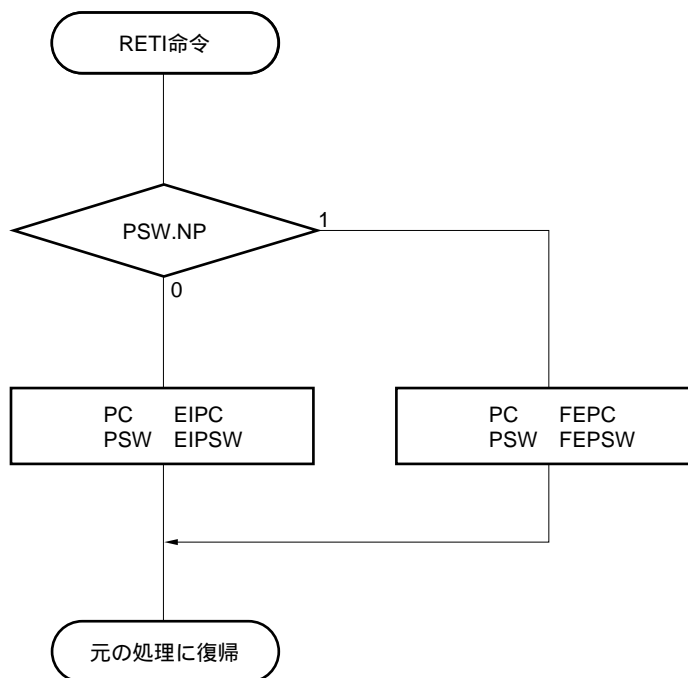 RETI命令
PSW.NP
1
0
PC EIPC
PSW EIPSW
PC FEPC
PSW FEPSW
元の処理に復帰